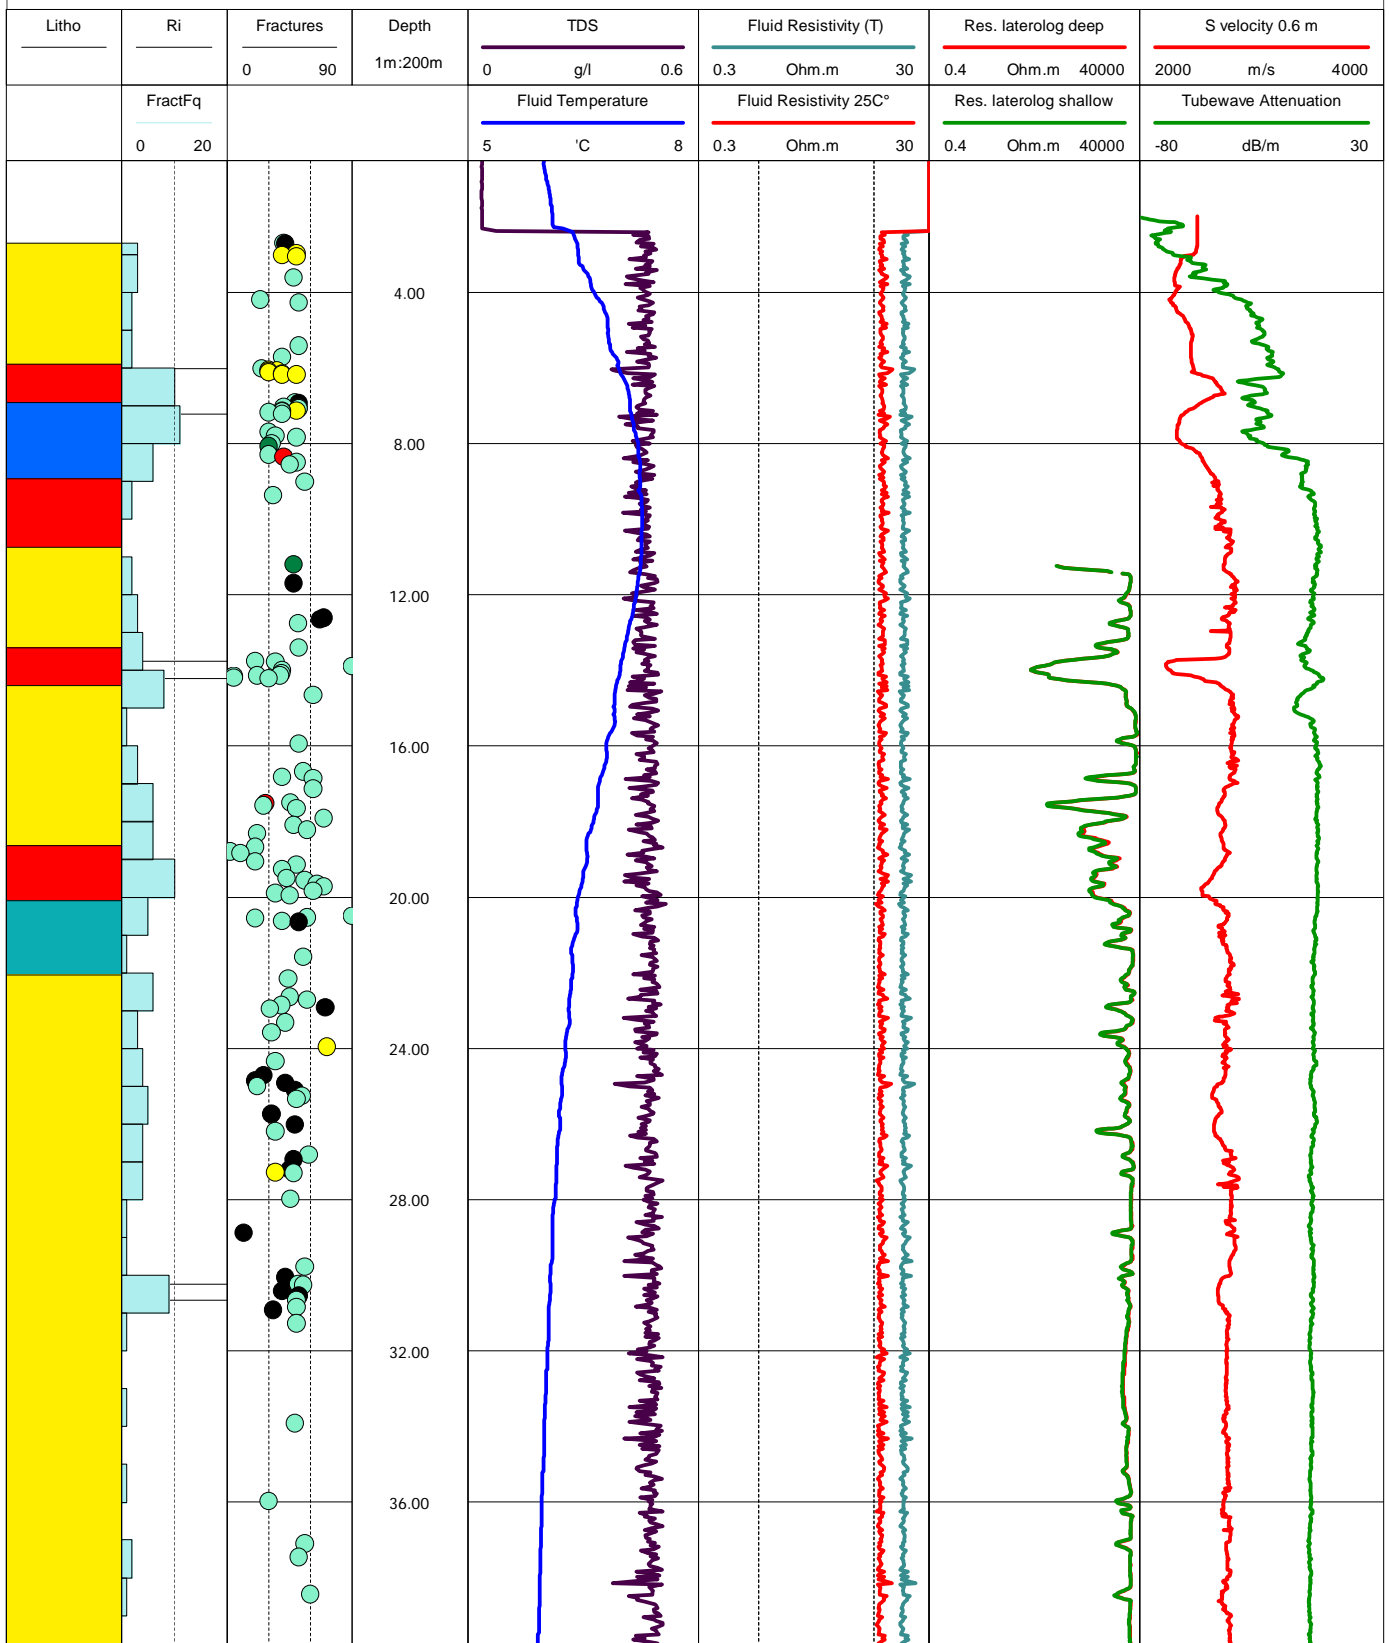 Litho Ri Fractures Depth TDS Fluid Resistivity (T) Res. laterolog deep S velocity 0.6 m
0 90 1m:200m 0 g/l 0.6 0.3 Ohm.m 30 0.4 Ohm.m 40000 2000 m/s 4000
FractFq Fluid Temperature Fluid Resistivity 25C° Res. laterolog shallow Tubewave Attenuation
0 20 5 'C 8 0.3 Ohm.m 30 0.4 Ohm.m 40000 -80 dB/m 30
4.00
8.00
12.00
16.00
20.00
24.00
28.00
32.00
36.00